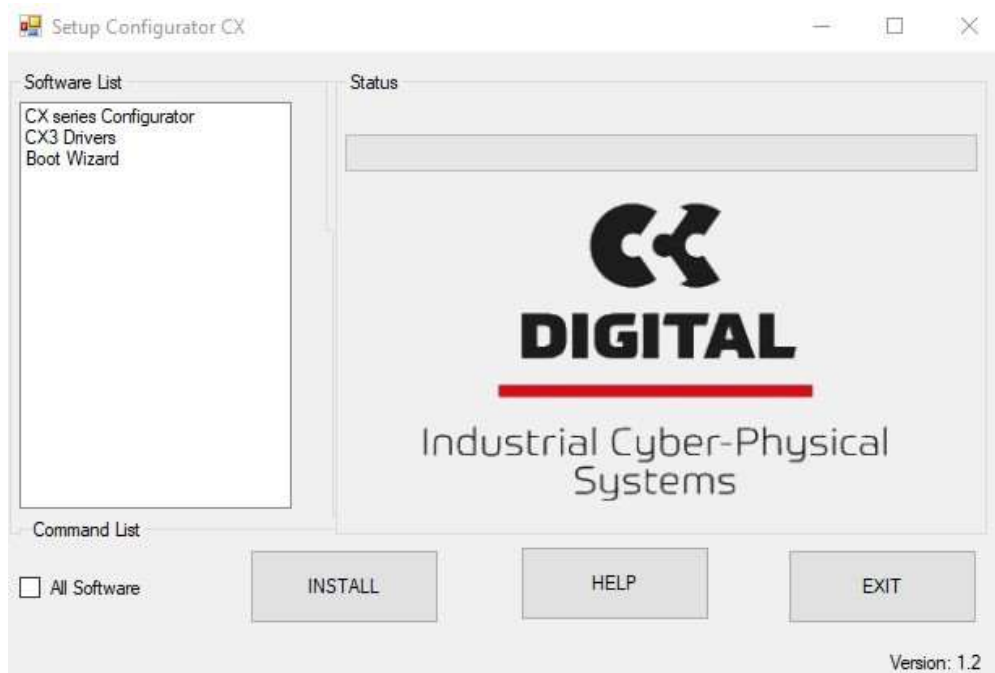 Setup Configurator CX
Software List
CX series Configurator
CX3 Drivers
Boot Wizard
Status
DIGITAL
Industrial Cyber-Physical
Systems
Command List
All Software
INSTALL
HELP
EXIT
Version: 1.2